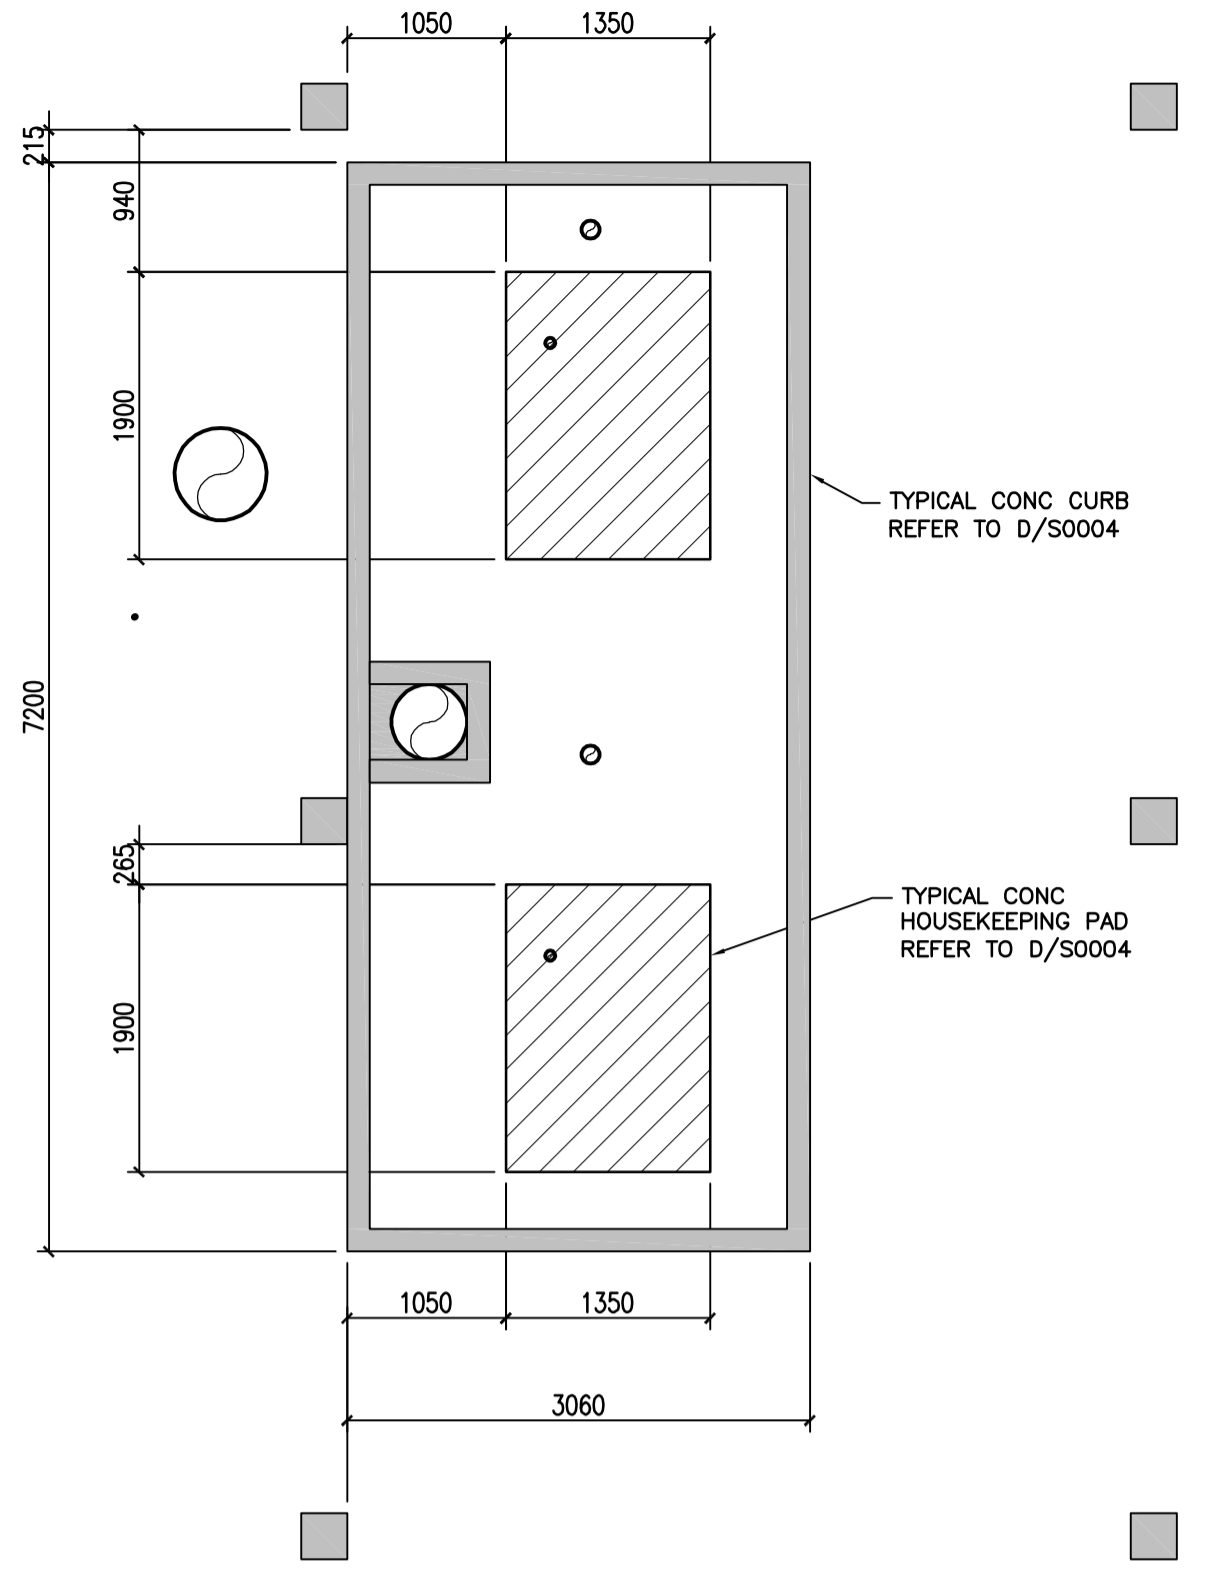 1050
1350
215
940
1900
TYPICAL CONC CURB
REFER TO D/S0004
7200
265
TYPICAL CONC
HOUSEKEEPING PAD
REFER TO D/S0004
1900
1050
1350
3060